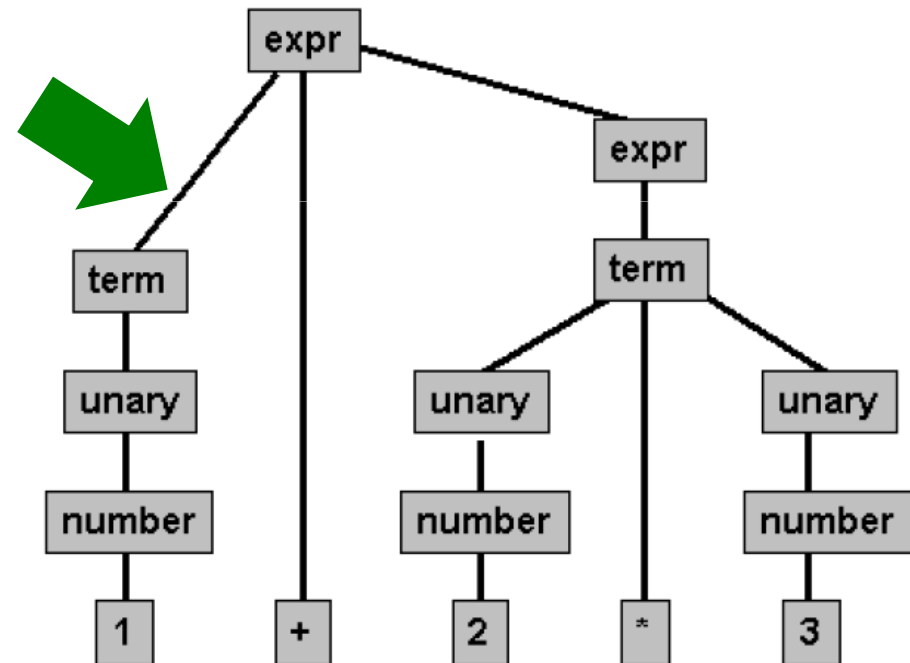 expr
expr
term
term
unary
unary
unary
number
number
number
1
+
2
*
3